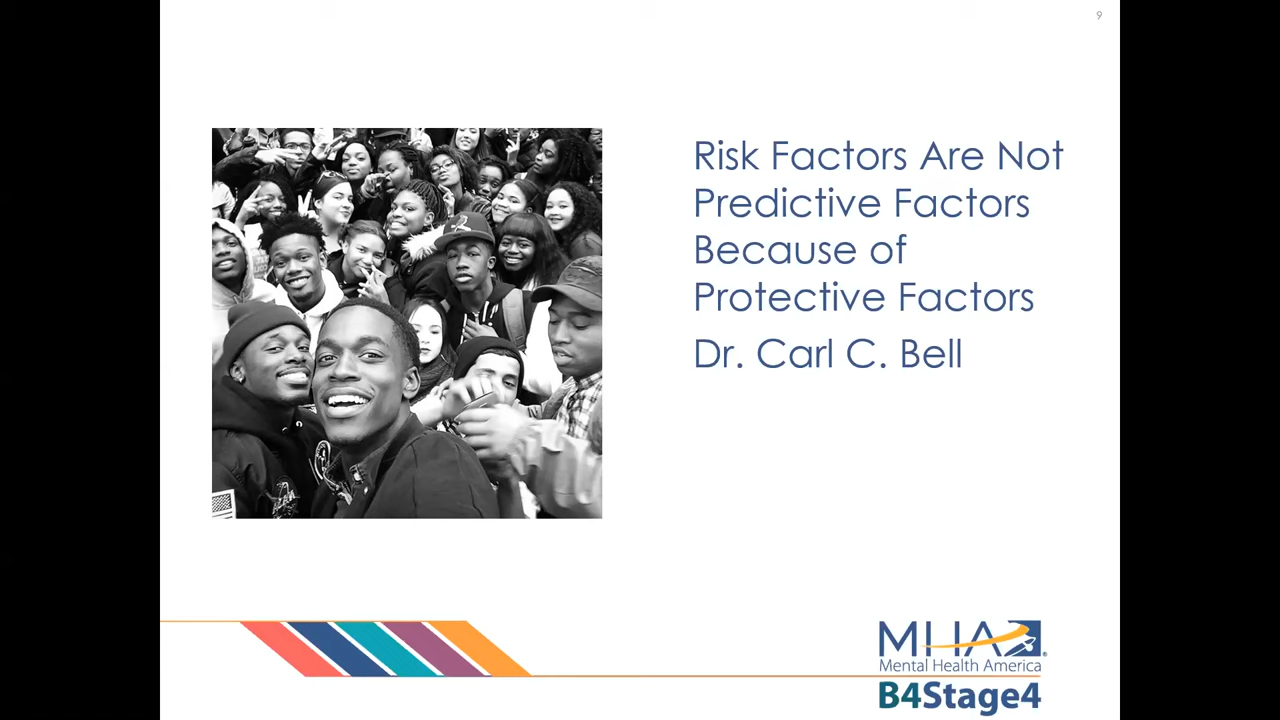 9
Risk Factors Are Not
Predictive Factors
Because of
Protective Factors
Dr. Carl C. Bell
MHA
Mental Health America
B4Stage4